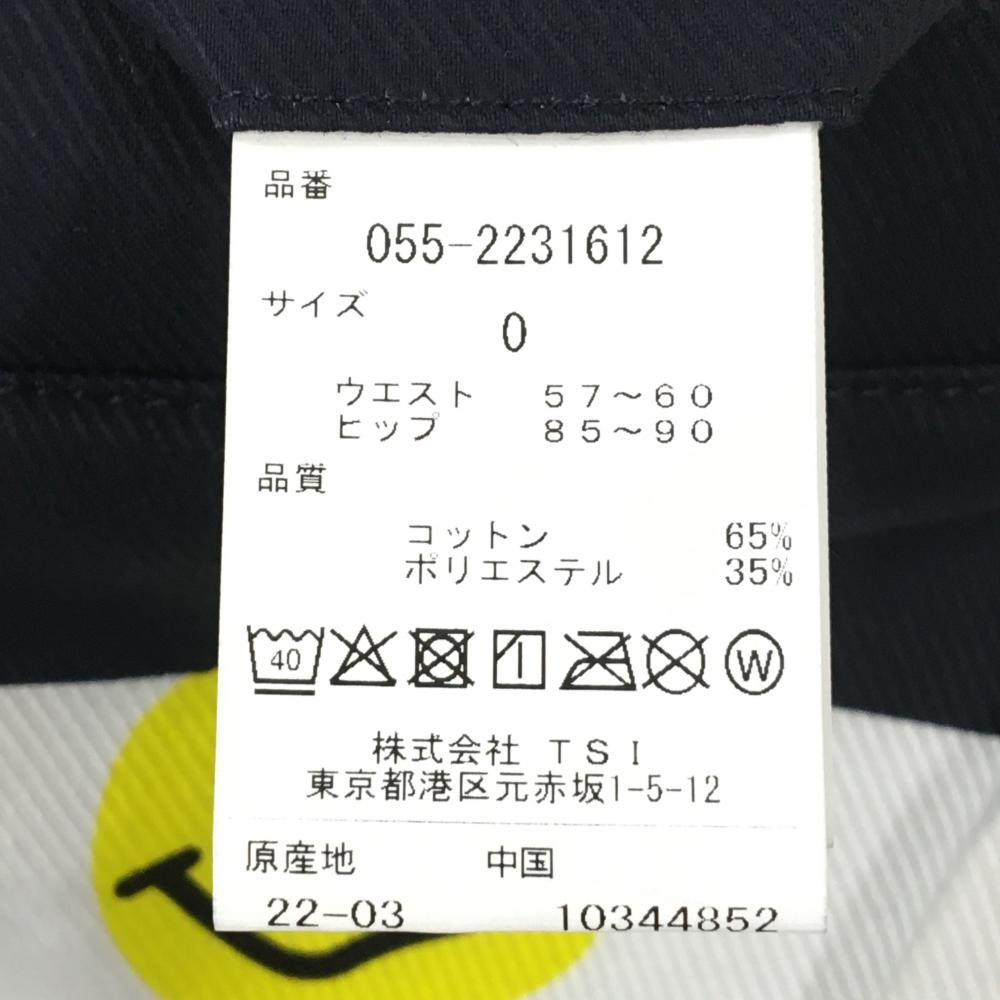 品番
055-2231612
サイズ
0
ウエスト 57～60
ヒップ 85～90
品質
コットン 65%
ポリエステル 35%
40 W
株式会社 TSI
東京都港区元赤坂1-5-12
原産地 中国
22-03 10344852